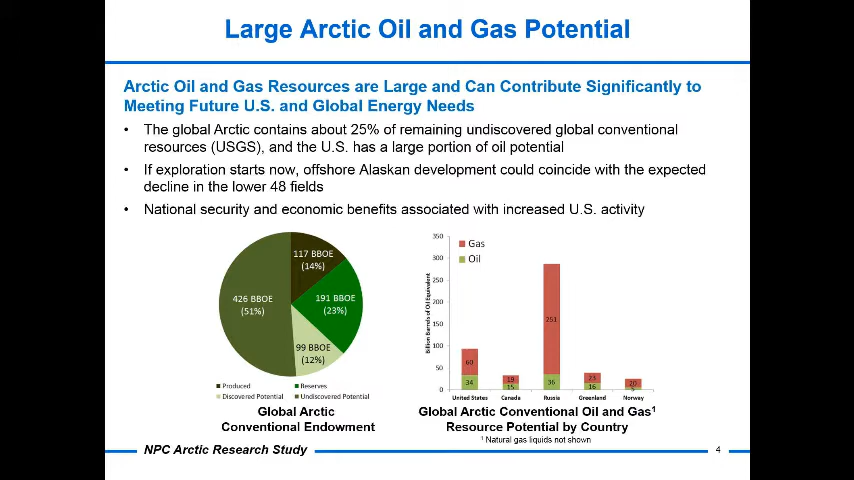 Large Arctic Oil and Gas Potential
Arctic Oil and Gas Resources are Large and Can Contribute Significantly to
Meeting Future U.S. and Global Energy Needs
• The global Arctic contains about 25% of remaining undiscovered global conventional
resources (USGS), and the U.S. has a large portion of oil potential
• If exploration starts now, offshore Alaskan development could coincide with the expected
decline in the lower 48 fields
• National security and economic benefits associated with increased U.S. activity
117 BBOE
(14%)
191 BBOE
(23%)
99 BBOE
(12%)
426 BBOE
(51%)
Produced
Reserves
Discovered Potential
Undiscovered Potential
Global Arctic
Conventional Endowment
Billion Barrels of Oil Equivalent
350
300
250
200
150
100
50
0
Gas
Oil
60
34
19
15
251
36
23
16
20
5
United States
Canada
Russia
Greenland
Norway
Global Arctic Conventional Oil and Gas¹
Resource Potential by Country
¹ Natural gas liquids not shown
NPC Arctic Research Study
4